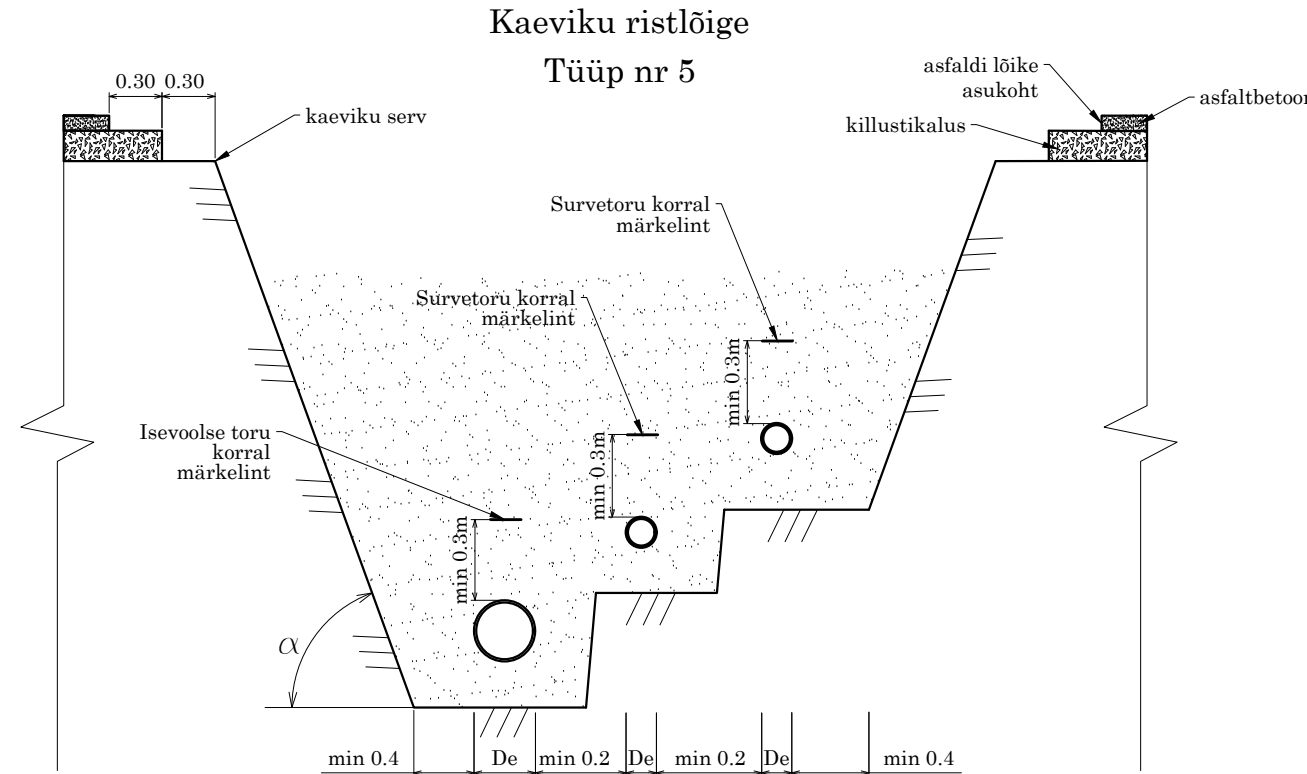 Kaeviku ristlõige
Tüüp nr 5
0.30 0.30
kaeviku serv
asfaldi lõike
asukoht
asfaltbetoon
killustikalus
Survetoru korral
märkelint
Survetoru korral
märkelint
min 0.3m
Isevoolse toru
korral
märkelint
min 0.3m
min 0.3m
α
min 0.4 De min 0.2 De min 0.2 De min 0.4